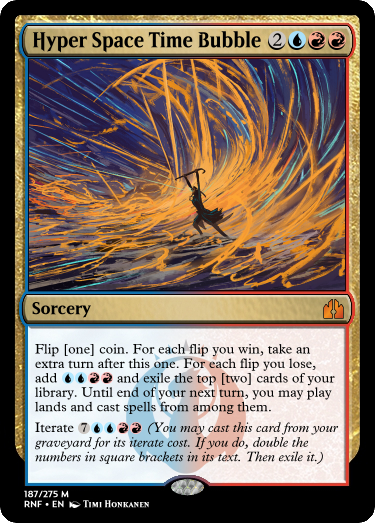 Hyper Space Time Bubble 2
Sorcery
Flip [one] coin. For each flip you win, take an
extra turn after this one. For each flip you lose,
add and exile the top [two] cards of your
library. Until end of your next turn, you may play
lands and cast spells from among them.
Iterate 7 (You may cast this card from your
graveyard for its iterate cost. If you do, double the
numbers in square brackets in its text. Then exile it.)
187/275 M
RNF • EN Timi Honkanen